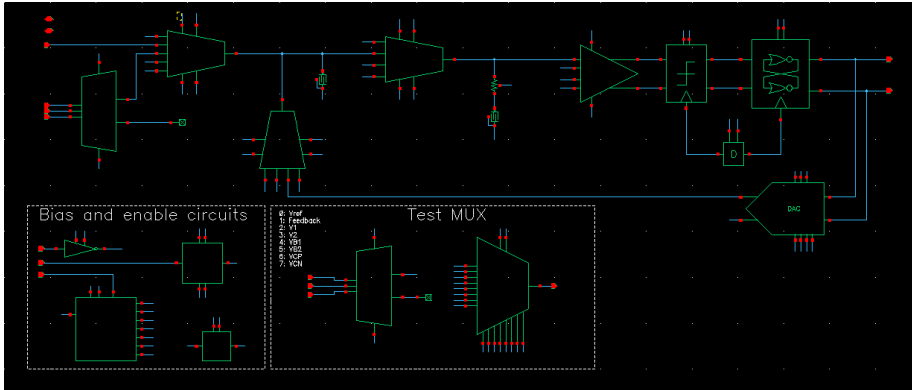 D
DAC
Bias and enable circuits
Test MUX
0: Vref
1: Feedback
2: V1
3: V2
4: VB1
5: VB2
6: VCP
7: VCN